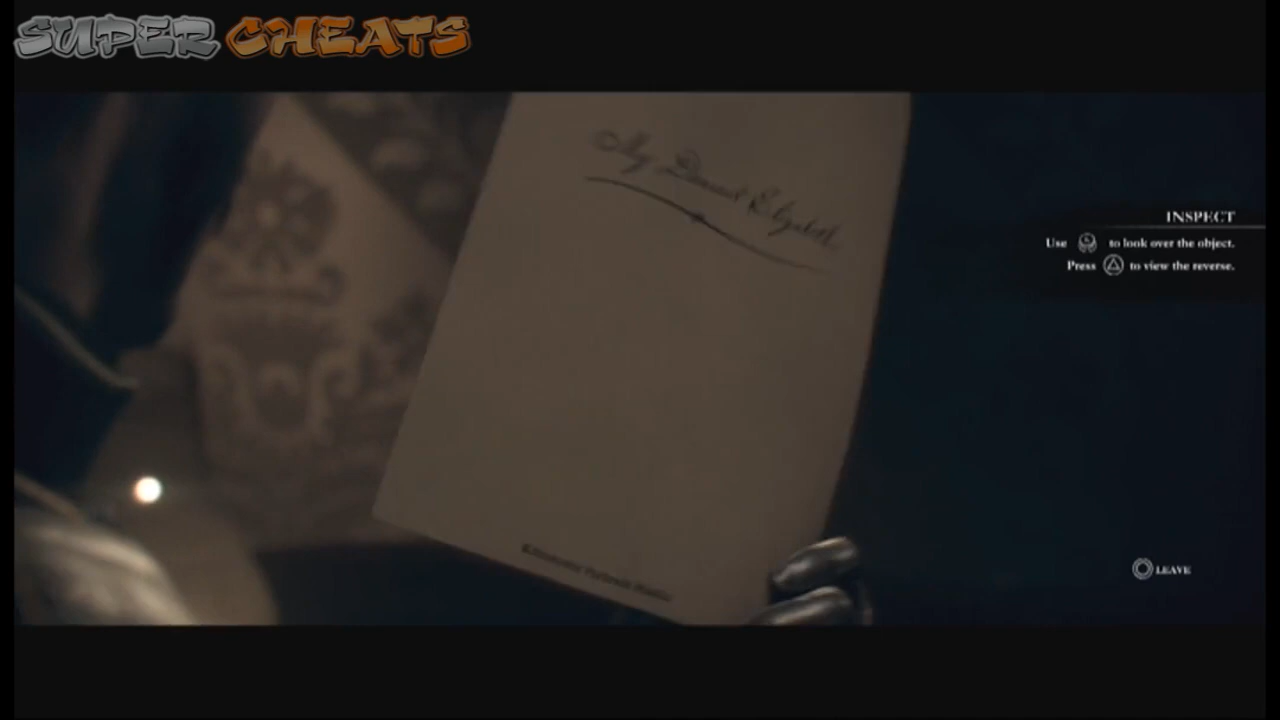 SUPER CHEATS
My Dearest Elizabeth
INSPECT
Use to look over the object.
Press to view the reverse.
LEAVE